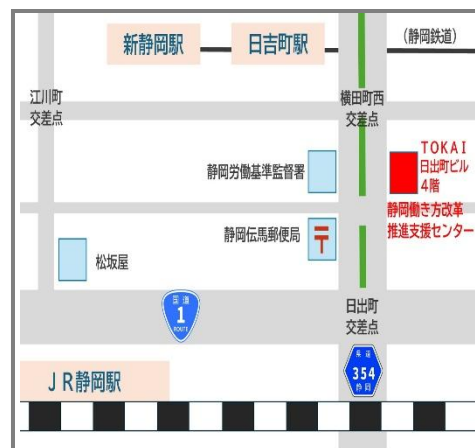 新静岡駅
日吉町駅
(静岡鉄道)
江川町
交差点
横田町西
交差点
静岡労働基準監督署
TOKAI
日出町ビル
4階
静岡働き方改革
推進支援センター
静岡伝馬郵便局
〒
松坂屋
国道
1
ROUTE
日出町
交差点
県道
354
静岡
JR静岡駅